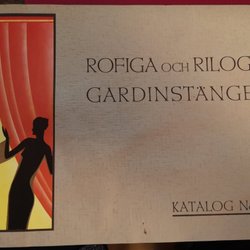 ROFIGA OCH RILOG
GARDINSTÄNGE
KATALOG N